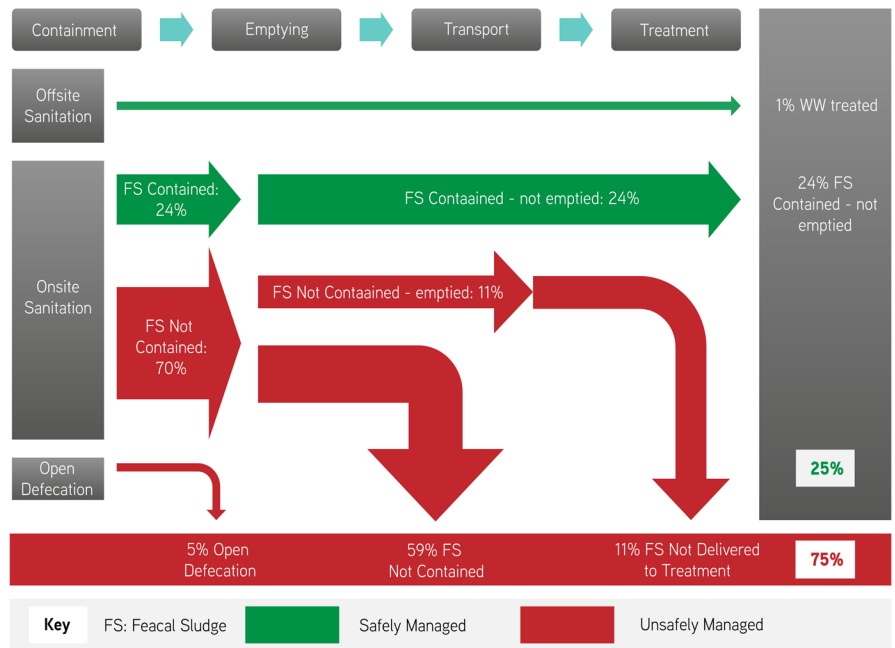 Containment
Emptying
Transport
Treatment
Offsite
Sanitation
1% WW treated
FS Contained:
24%
FS Contaained - not emptied: 24%
24% FS
Contained - not
emptied
Onsite
Sanitation
FS Not Contaained - emptied: 11%
FS Not
Contained:
70%
Open
Defecation
25%
5% Open
Defecation
59% FS
Not Contained
11% FS Not Delivered
to Treatment
75%
Key
FS: Feacal Sludge
Safely Managed
Unsafely Managed